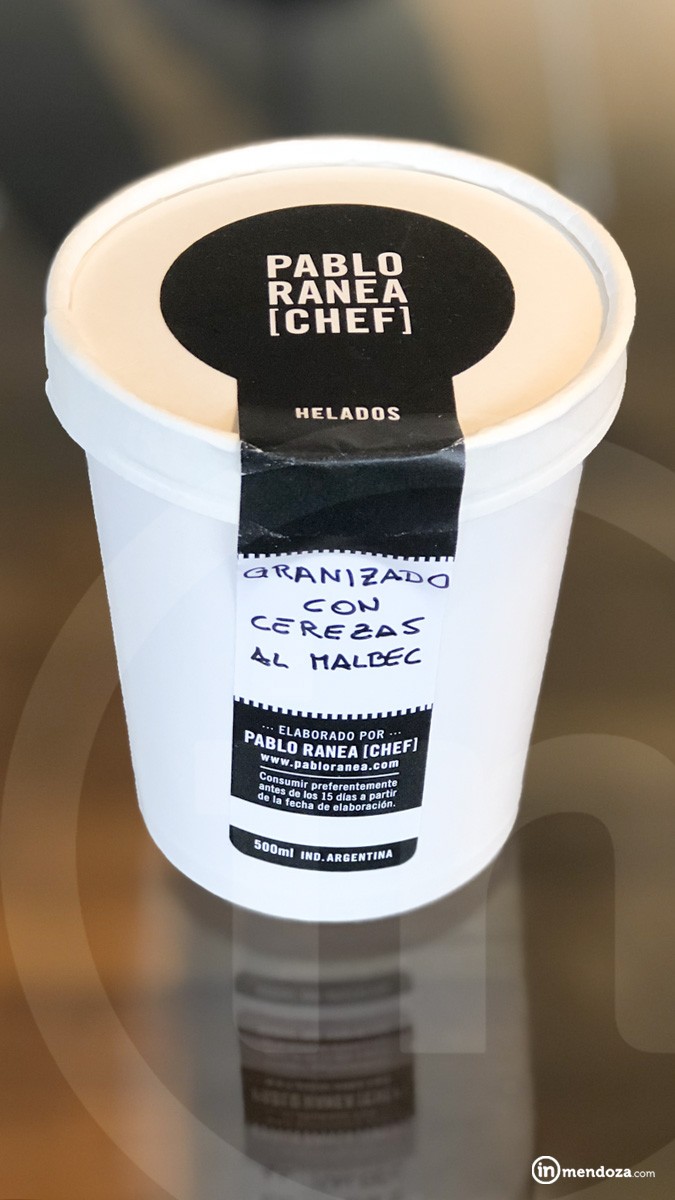 PABLO
RANEA
[CHEF]
HELADOS
GRANIZADO
CON
CEREZAS
AL MALBEC
... ELABORADO POR ...
PABLO RANEA [CHEF]
www.pabloranea.com
Consumir preferentemente
antes de los 15 días a partir
de la fecha de elaboración.
500ml IND. ARGENTINA
inmendoza.com